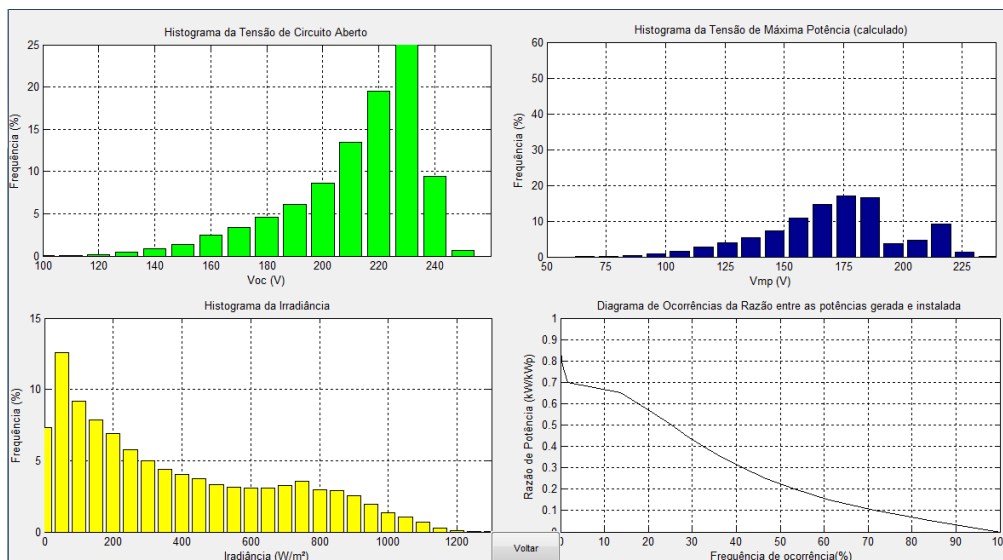 Histograma da Tensão de Circuito Aberto
25
20
15
10
5
0
Frequência (%)
100 120 140 160 180 200 220 240
Voc (V)
Histograma da Tensão de Máxima Potência (calculado)
60
50
40
30
20
10
0
Frequência (%)
50 75 100 125 150 175 200 225
Vmp (V)
Histograma da Irradiância
15
10
5
0
Frequência (%)
0 200 400 600 800 1000 1200
Iradiância (W/m²)
Diagrama de Ocorrências da Razão entre as potências gerada e instalada
1
0.9
0.8
0.7
0.6
0.5
0.4
0.3
0.2
0.1
0
Razão de Potência (kW/kWp)
0 10 20 30 40 50 60 70 80 90 100
Frequência de ocorrência(%)
Voltar